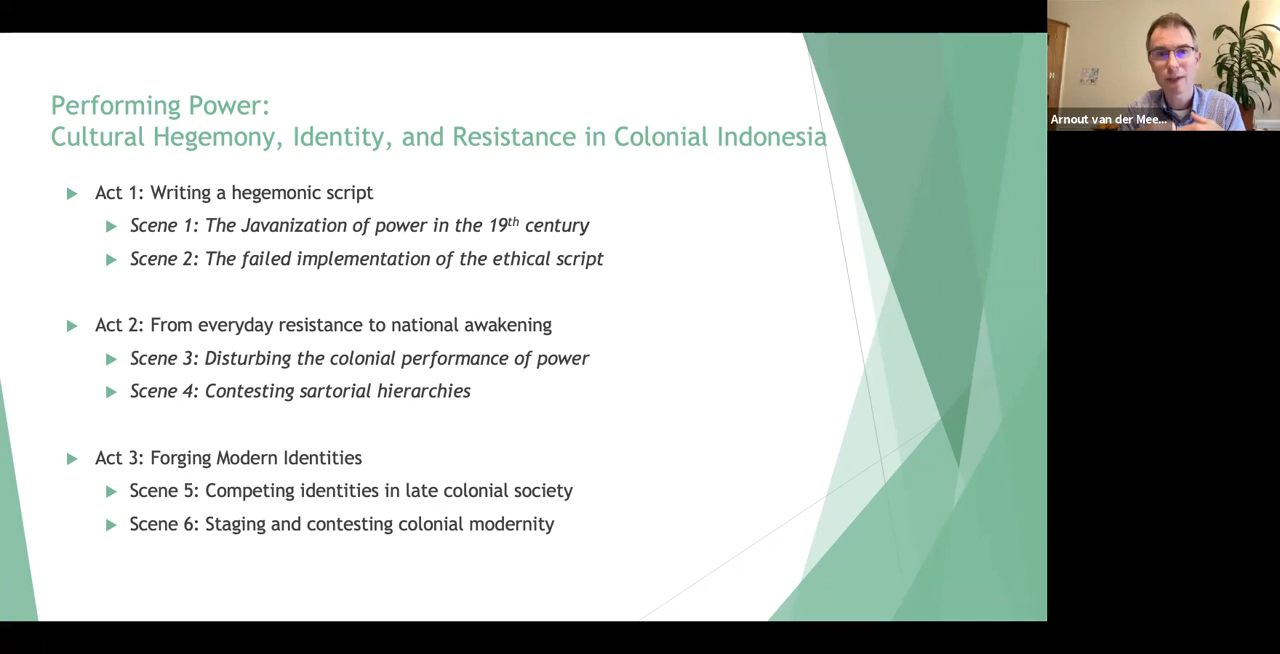 Performing Power:
Cultural Hegemony, Identity, and Resistance in Colonial Indonesia
Act 1: Writing a hegemonic script
Scene 1: The Javanization of power in the 19th century
Scene 2: The failed implementation of the ethical script
Act 2: From everyday resistance to national awakening
Scene 3: Disturbing the colonial performance of power
Scene 4: Contesting sartorial hierarchies
Act 3: Forging Modern Identities
Scene 5: Competing identities in late colonial society
Scene 6: Staging and contesting colonial modernity
Arnout van der Mee...